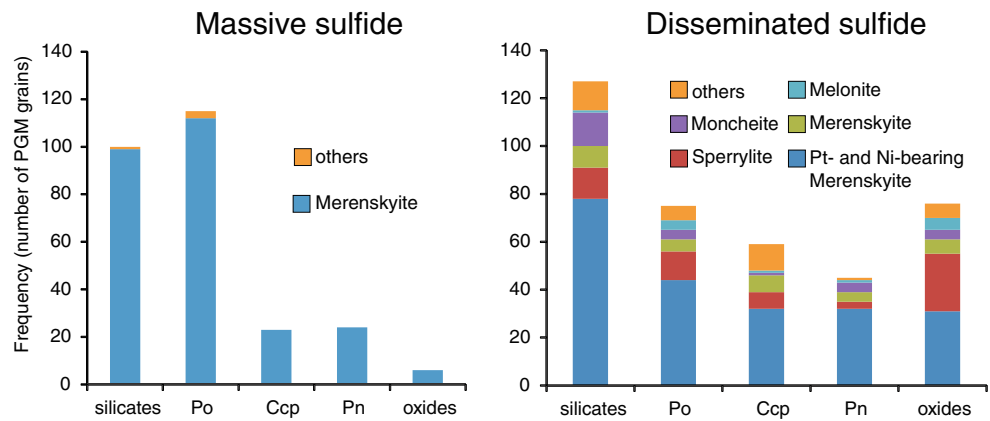 Massive sulfide
Frequency (number of PGM grains)
140
120
100
80
60
40
20
0
others
Merenskyite
silicates Po Ccp Pn oxides
Disseminated sulfide
140
120
100
80
60
40
20
0
others Melonite
Moncheite Merenskyite
Sperrylite Pt- and Ni-bearing
Merenskyite
silicates Po Ccp Pn oxides